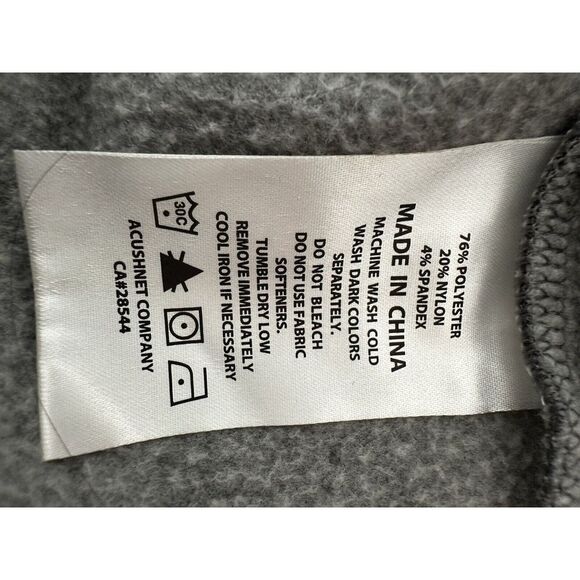 76% POLYESTER
20% NYLON
4% SPANDEX
MADE IN CHINA
MACHINE WASH COLD
WASH DARK COLORS
SEPARATELY.
DO NOT BLEACH
DO NOT USE FABRIC
SOFTENERS.
TUMBLE DRY LOW
REMOVE IMMEDIATELY
COOL IRON IF NECESSARY
30C
ACUSHNET COMPANY
CA#28544